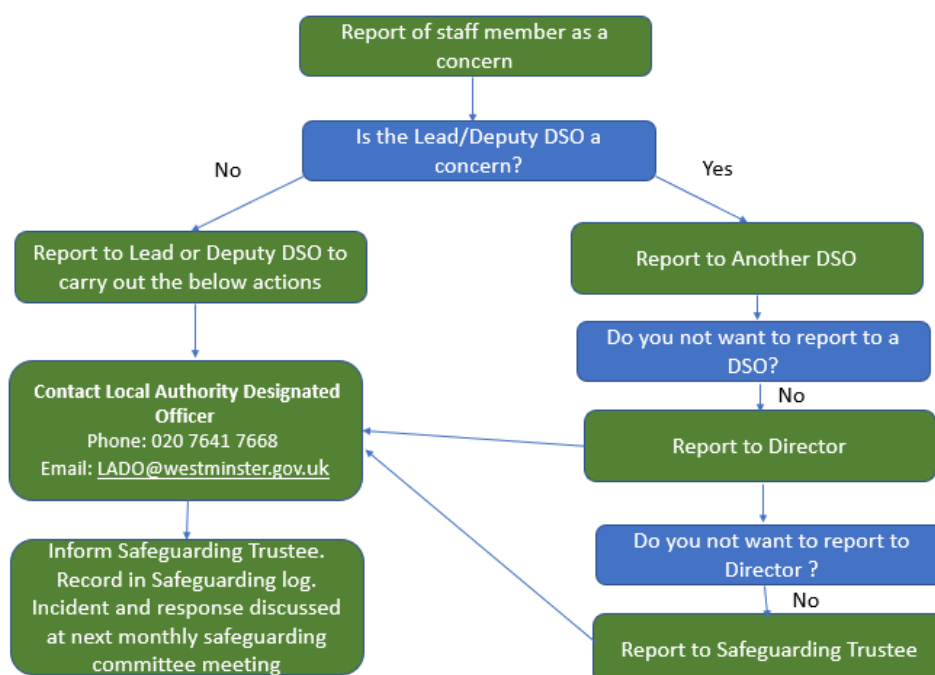 Report of staff member as a
concern
Is the Lead/Deputy DSO a
concern?
No
Yes
Report to Lead or Deputy DSO to
carry out the below actions
Report to Another DSO
Do you not want to report to a
DSO?
No
Contact Local Authority Designated
Officer
Phone: 020 7641 7668
Email: LADO@westminster.gov.uk
Report to Director
Do you not want to report to
Director ?
No
Inform Safeguarding Trustee.
Record in Safeguarding log.
Incident and response discussed
at next monthly safeguarding
committee meeting
Report to Safeguarding Trustee